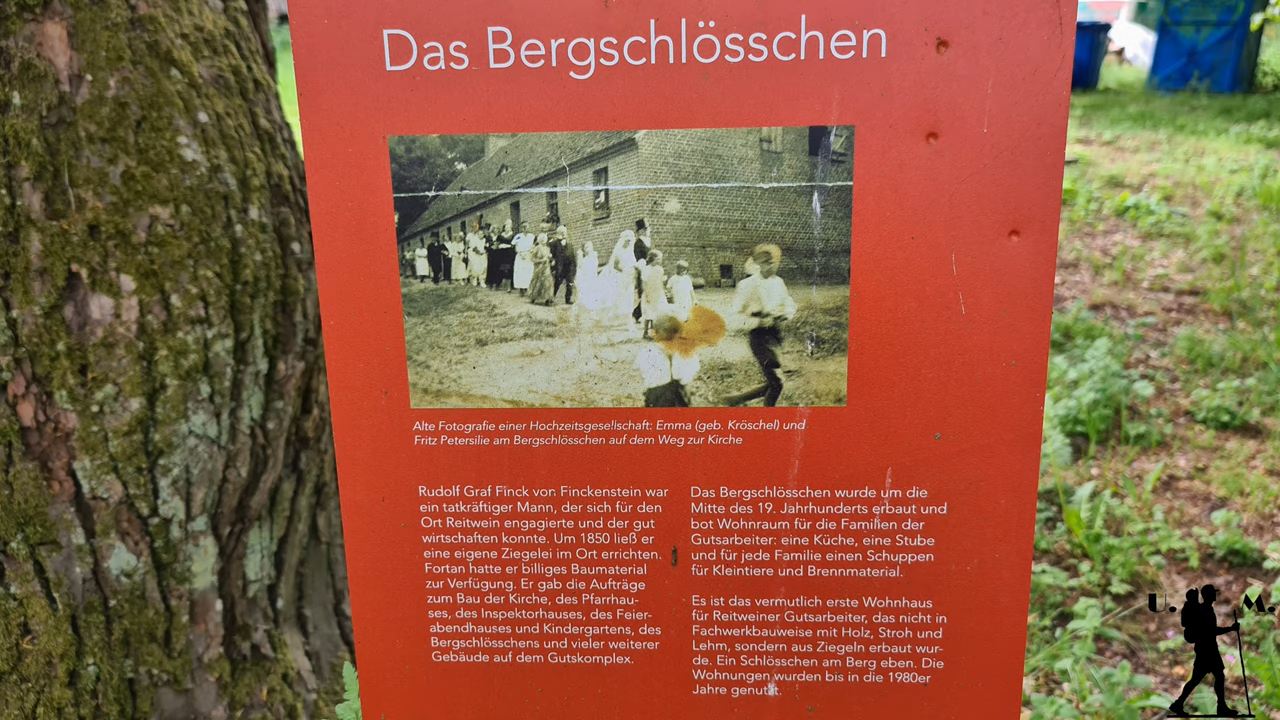 Das Bergschlösschen
Alte Fotografie einer Hochzeitsgesellschaft: Emma (geb. Kröschel) und
Fritz Petersilie am Bergschlösschen auf dem Weg zur Kirche
Rudolf Graf Finck von Finckenstein war
ein tatkräftiger Mann, der sich für den
Ort Reitwein engagierte und der gut
wirtschaften konnte. Um 1850 ließ er
eine eigene Ziegelei im Ort errichten.
Fortan hatte er billiges Baumaterial
zur Verfügung. Er gab die Aufträge
zum Bau der Kirche, des Pfarrhau-
ses, des Inspektorhauses, des Feier-
abendhauses und Kindergartens, des
Bergschlösschens und vieler weiterer
Gebäude auf dem Gutskomplex.
Das Bergschlösschen wurde um die
Mitte des 19. Jahrhunderts erbaut und
bot Wohnraum für die Familien der
Gutsarbeiter: eine Küche, eine Stube
und für jede Familie einen Schuppen
für Kleintiere und Brennmaterial.
Es ist das vermutlich erste Wohnhaus
für Reitweiner Gutsarbeiter, das nicht in
Fachwerkbauweise mit Holz, Stroh und
Lehm, sondern aus Ziegeln erbaut wur-
de. Ein Schlösschen am Berg eben. Die
Wohnungen wurden bis in die 1980er
Jahre genutzt.
U. M.